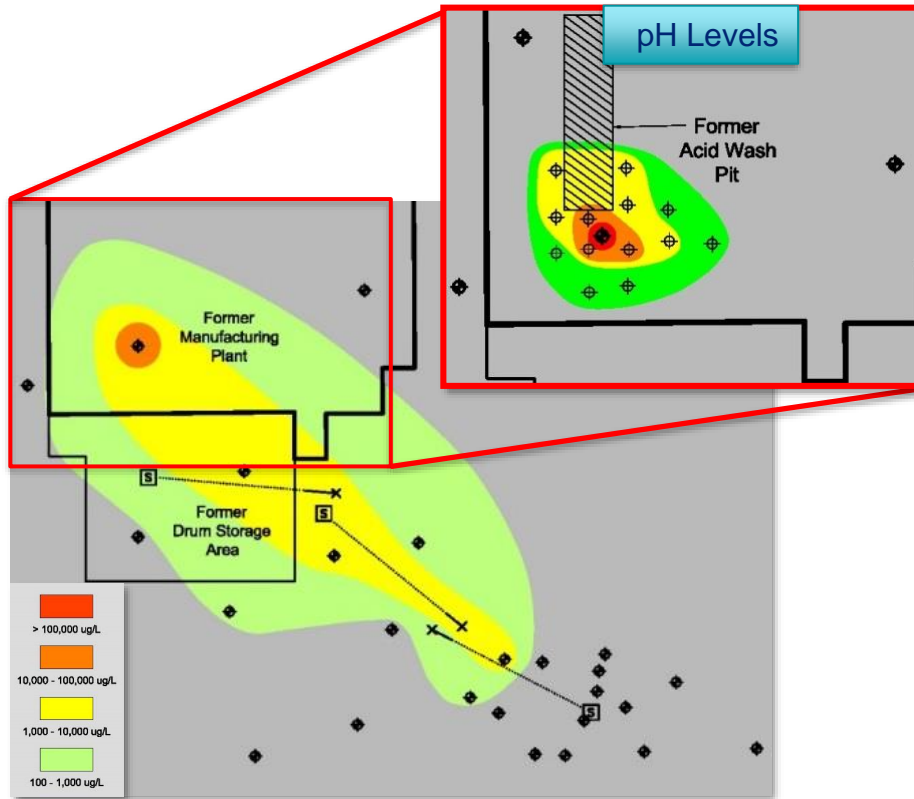 pH Levels
Former
Acid Wash
Pit
Former
Manufacturing
Plant
S
S
Former
Drum Storage
Area
S
> 100,000 ug/L
10,000 - 100,000 ug/L
1,000 - 10,000 ug/L
100 - 1,000 ug/L